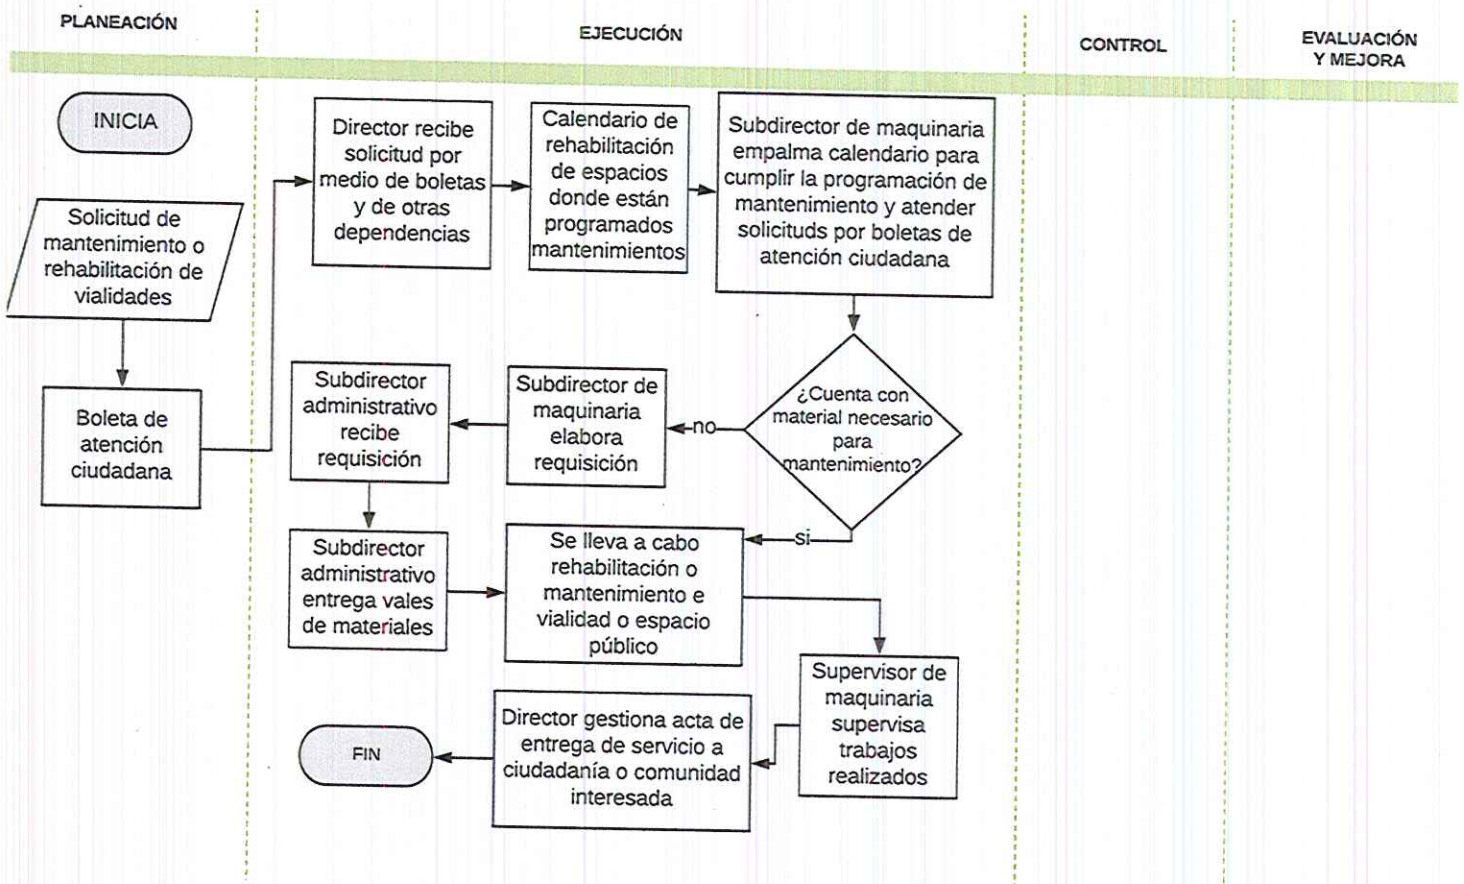 PLANEACIÓN
EJECUCIÓN
CONTROL
EVALUACIÓN
Y MEJORA
INICIA
Solicitud de
mantenimiento o
rehabilitación de
vialidades
Boleta de
atención
ciudadana
Director recibe
solicitud por
medio de boletas
y de otras
dependencias
Calendario de
rehabilitación
de espacios
donde están
programados
mantenimientos
Subdirector de maquinaria
empalma calendario para
cumplir la programación de
mantenimiento y atender
solicituds por boletas de
atención ciudadana
¿Cuenta con
material necesario
para
mantenimiento?
no
Subdirector de
maquinaria
elabora
requisición
Subdirector
administrativo
recibe
requisición
Subdirector
administrativo
entrega vales
de materiales
si
Se lleva a cabo
rehabilitación o
mantenimiento e
vialidad o espacio
público
Supervisor de
maquinaria
supervisa
trabajos
realizados
Director gestiona acta de
entrega de servicio a
ciudadanía o comunidad
interesada
FIN